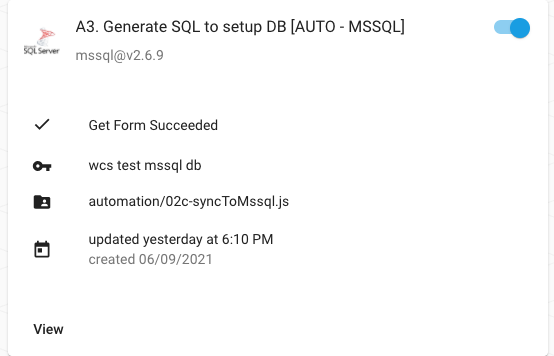 A3. Generate SQL to setup DB [AUTO - MSSQL]
SQL Server
mssql@v2.6.9
Get Form Succeeded
wcs test mssql db
automation/02c-syncToMssql.js
updated yesterday at 6:10 PM
created 06/09/2021
View